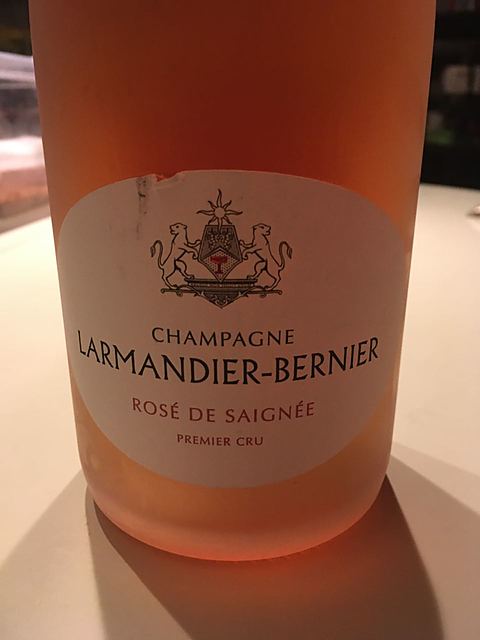 CHAMPAGNE
LARMANDIER-BERNIER
ROSÉ DE SAIGNÉE
PREMIER CRU